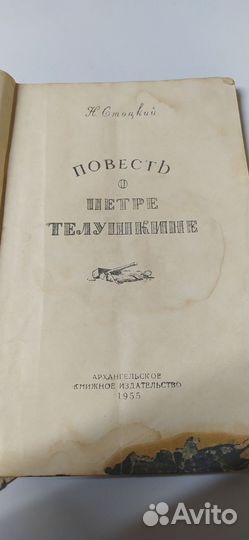 Н. Стоцкий
ПОВЕСТЬ
О
ПЕТРЕ
ТЕЛУШКИНЕ
АРХАНГЕЛЬСКОЕ
КНИЖНОЕ ИЗДАТЕЛЬСТВО
1955
Avito